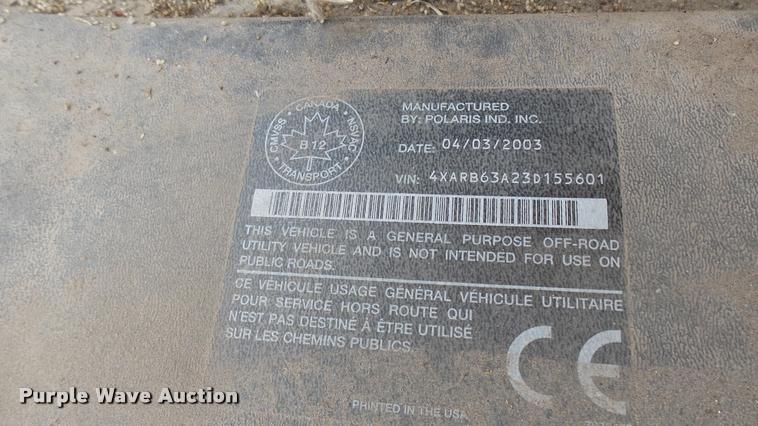 CANADA
CMVSS
NSVAC
B 12
TRANSPORT
MANUFACTURED
BY: POLARIS IND. INC.
DATE: 04/03/2003
VIN: 4XARB63A23D155601
THIS VEHICLE IS A GENERAL PURPOSE OFF-ROAD
UTILITY VEHICLE AND IS NOT INTENDED FOR USE ON
PUBLIC ROADS.
CE VÉHICULE USAGE GÉNÉRAL VÉHICULE UTILITAIRE
POUR SERVICE HORS ROUTE QUI
N'EST PAS DESTINÉ À ÊTRE UTILISÉ
SUR LES CHEMINS PUBLICS.
CE
PRINTED IN THE USA
Purple Wave Auction